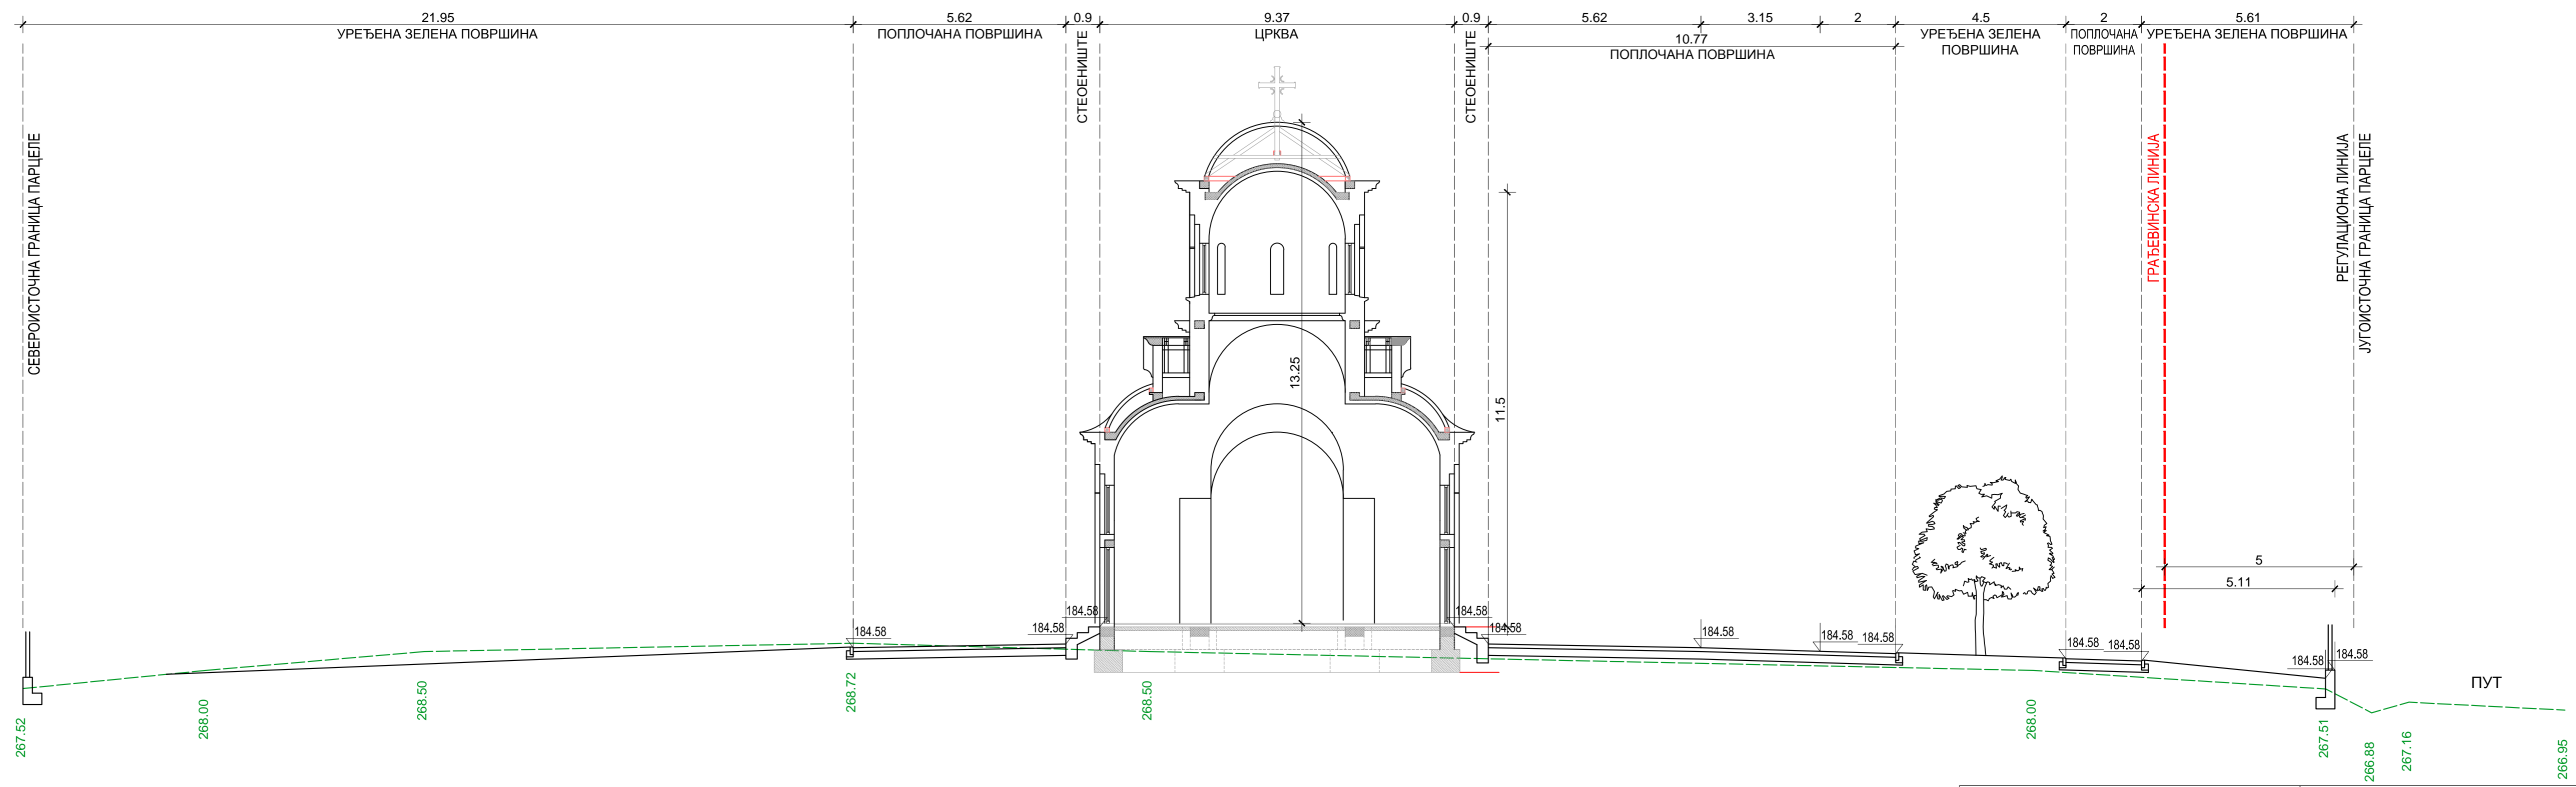 21.95
5.62
0.9
9.37
0.9
5.62
3.15
2
4.5
2
5.61
УРЕЂЕНА ЗЕЛЕНА ПОВРШИНА
ПОПЛОЧАНА ПОВРШИНА
СТЕОЕНИШТЕ
ЦРКВА
СТЕОЕНИШТЕ
10.77
ПОПЛОЧАНА ПОВРШИНА
УРЕЂЕНА ЗЕЛЕНА
ПОВРШИНА
ПОПЛОЧАНА
ПОВРШИНА
УРЕЂЕНА ЗЕЛЕНА ПОВРШИНА
СЕВЕРОИСТОЧНА ГРАНИЦА ПАРЦЕЛЕ
ГРАЂЕВИНСКА ЛИНИЈА
РЕГУЛАЦИОНА ЛИНИЈА
ЈУГОИСТОЧНА ГРАНИЦА ПАРЦЕЛЕ
13.25
11.5
5
5.11
184.58
184.58
184.58
184.58
184.58
184.58
184.58
184.58
184.58
184.58
184.58
184.58
ПУТ
267.52
268.00
268.50
268.72
268.50
268.00
267.51
266.88
267.16
266.95